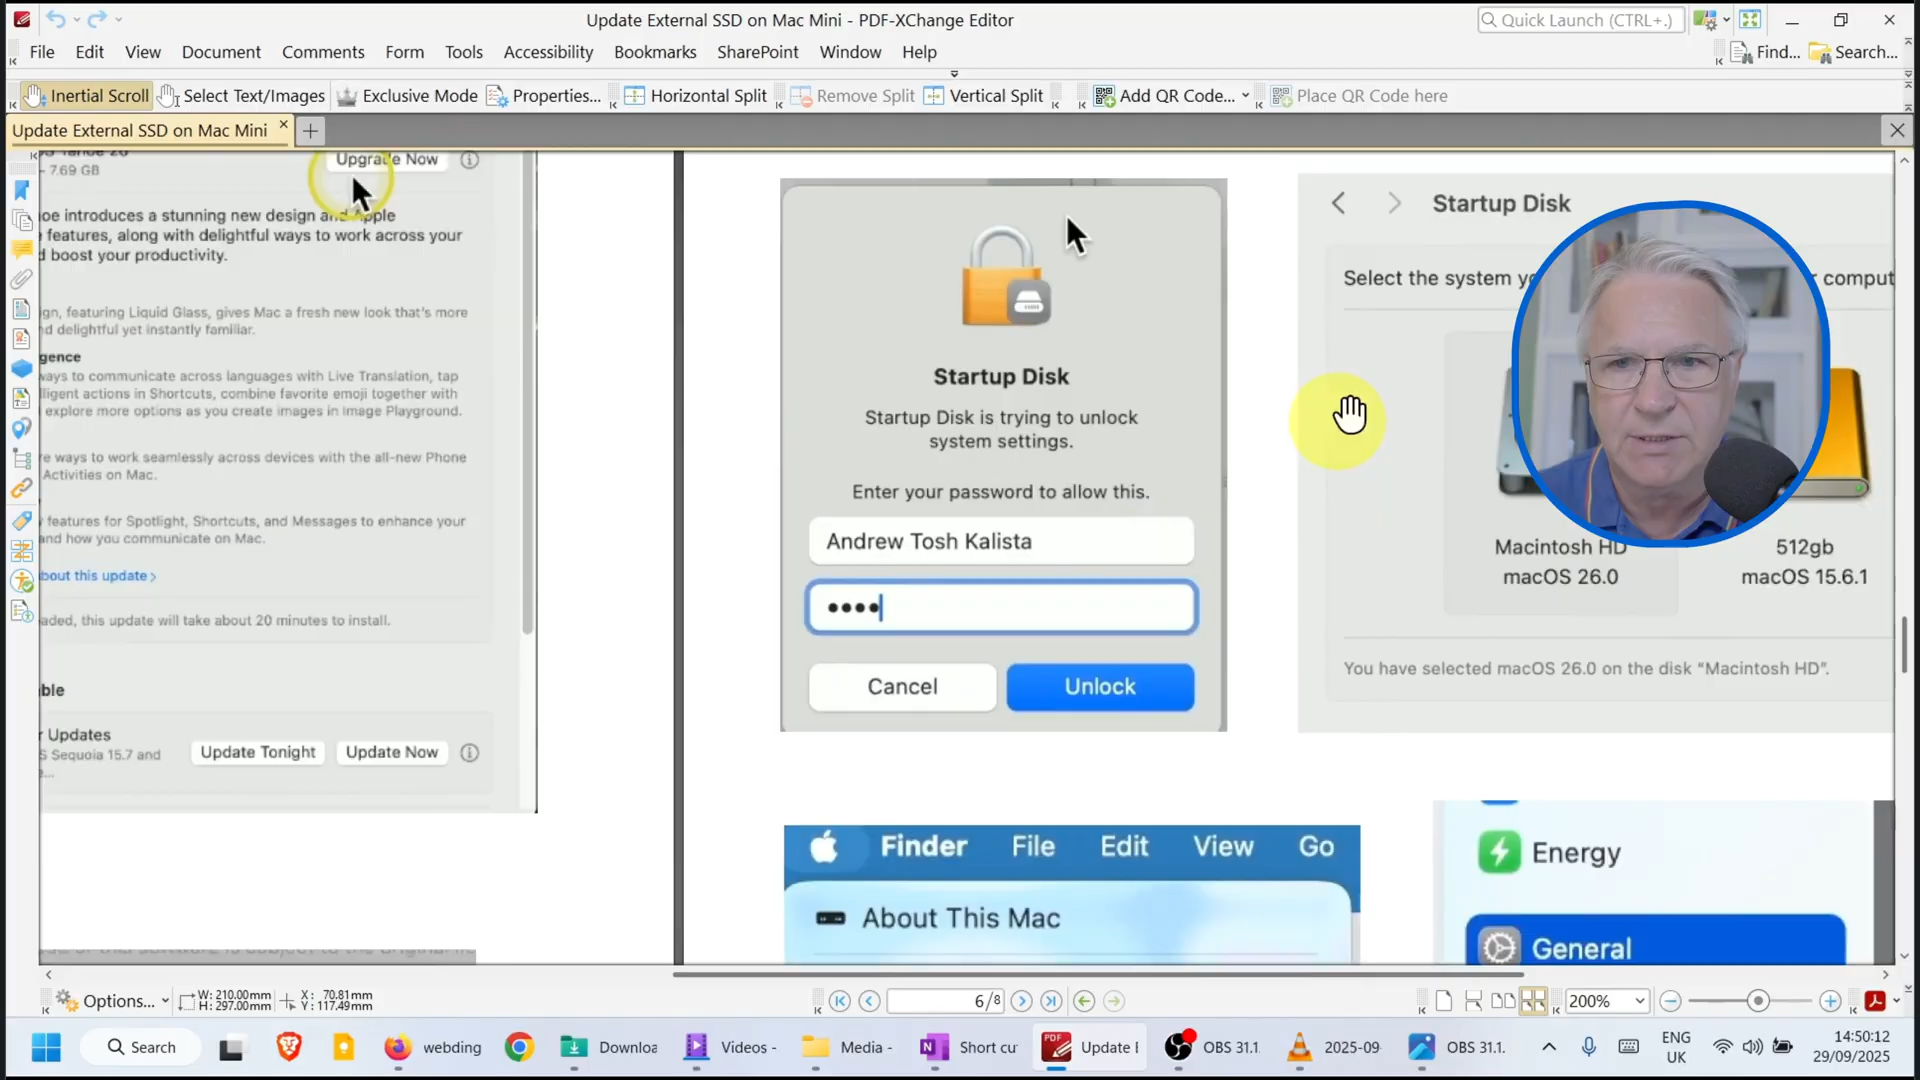 Update External SSD on Mac Mini - PDF-XChange Editor
Quick Launch (CTRL+.)
File Edit View Document Comments Form Tools Accessibility Bookmarks SharePoint Window Help
Find... Search...
Inertial Scroll Select Text/Images Exclusive Mode Properties... Horizontal Split Remove Split Vertical Split Add QR Code... Place QR Code here
Update External SSD on Mac Mini
Upgrade Now
- 7.69 GB
oe introduces a stunning new design and Apple
features, along with delightful ways to work across your
d boost your productivity.
ign, featuring Liquid Glass, gives Mac a fresh new look that's more
nd delightful yet instantly familiar.
gence
ways to communicate across languages with Live Translation, tap
lligent actions in Shortcuts, combine favorite emoji together with
explore more options as you create images in Image Playground.
re ways to work seamlessly across devices with the all-new Phone
Activities on Mac.
features for Spotlight, Shortcuts, and Messages to enhance your
and how you communicate on Mac.
bout this update >
aded, this update will take about 20 minutes to install.
ble
r Updates
S Sequoia 15.7 and
e...
Update Tonight Update Now
Startup Disk
Startup Disk is trying to unlock
system settings.
Enter your password to allow this.
Andrew Tosh Kalista
••••
Cancel Unlock
Startup Disk
Select the system y
comput
Macintosh HD
macOS 26.0
512gb
macOS 15.6.1
You have selected macOS 26.0 on the disk “Macintosh HD”.
Finder File Edit View Go
About This Mac
Energy
General
Options... W: 210.00mm
H: 297.00mm
X: 70.81mm
Y: 117.49mm
6/8
200%
Search
webding
Downloa
Videos -
Media -
Short cu
Update E
OBS 31.1.
2025-09-
OBS 31.1.
ENG
UK
14:50:12
29/09/2025